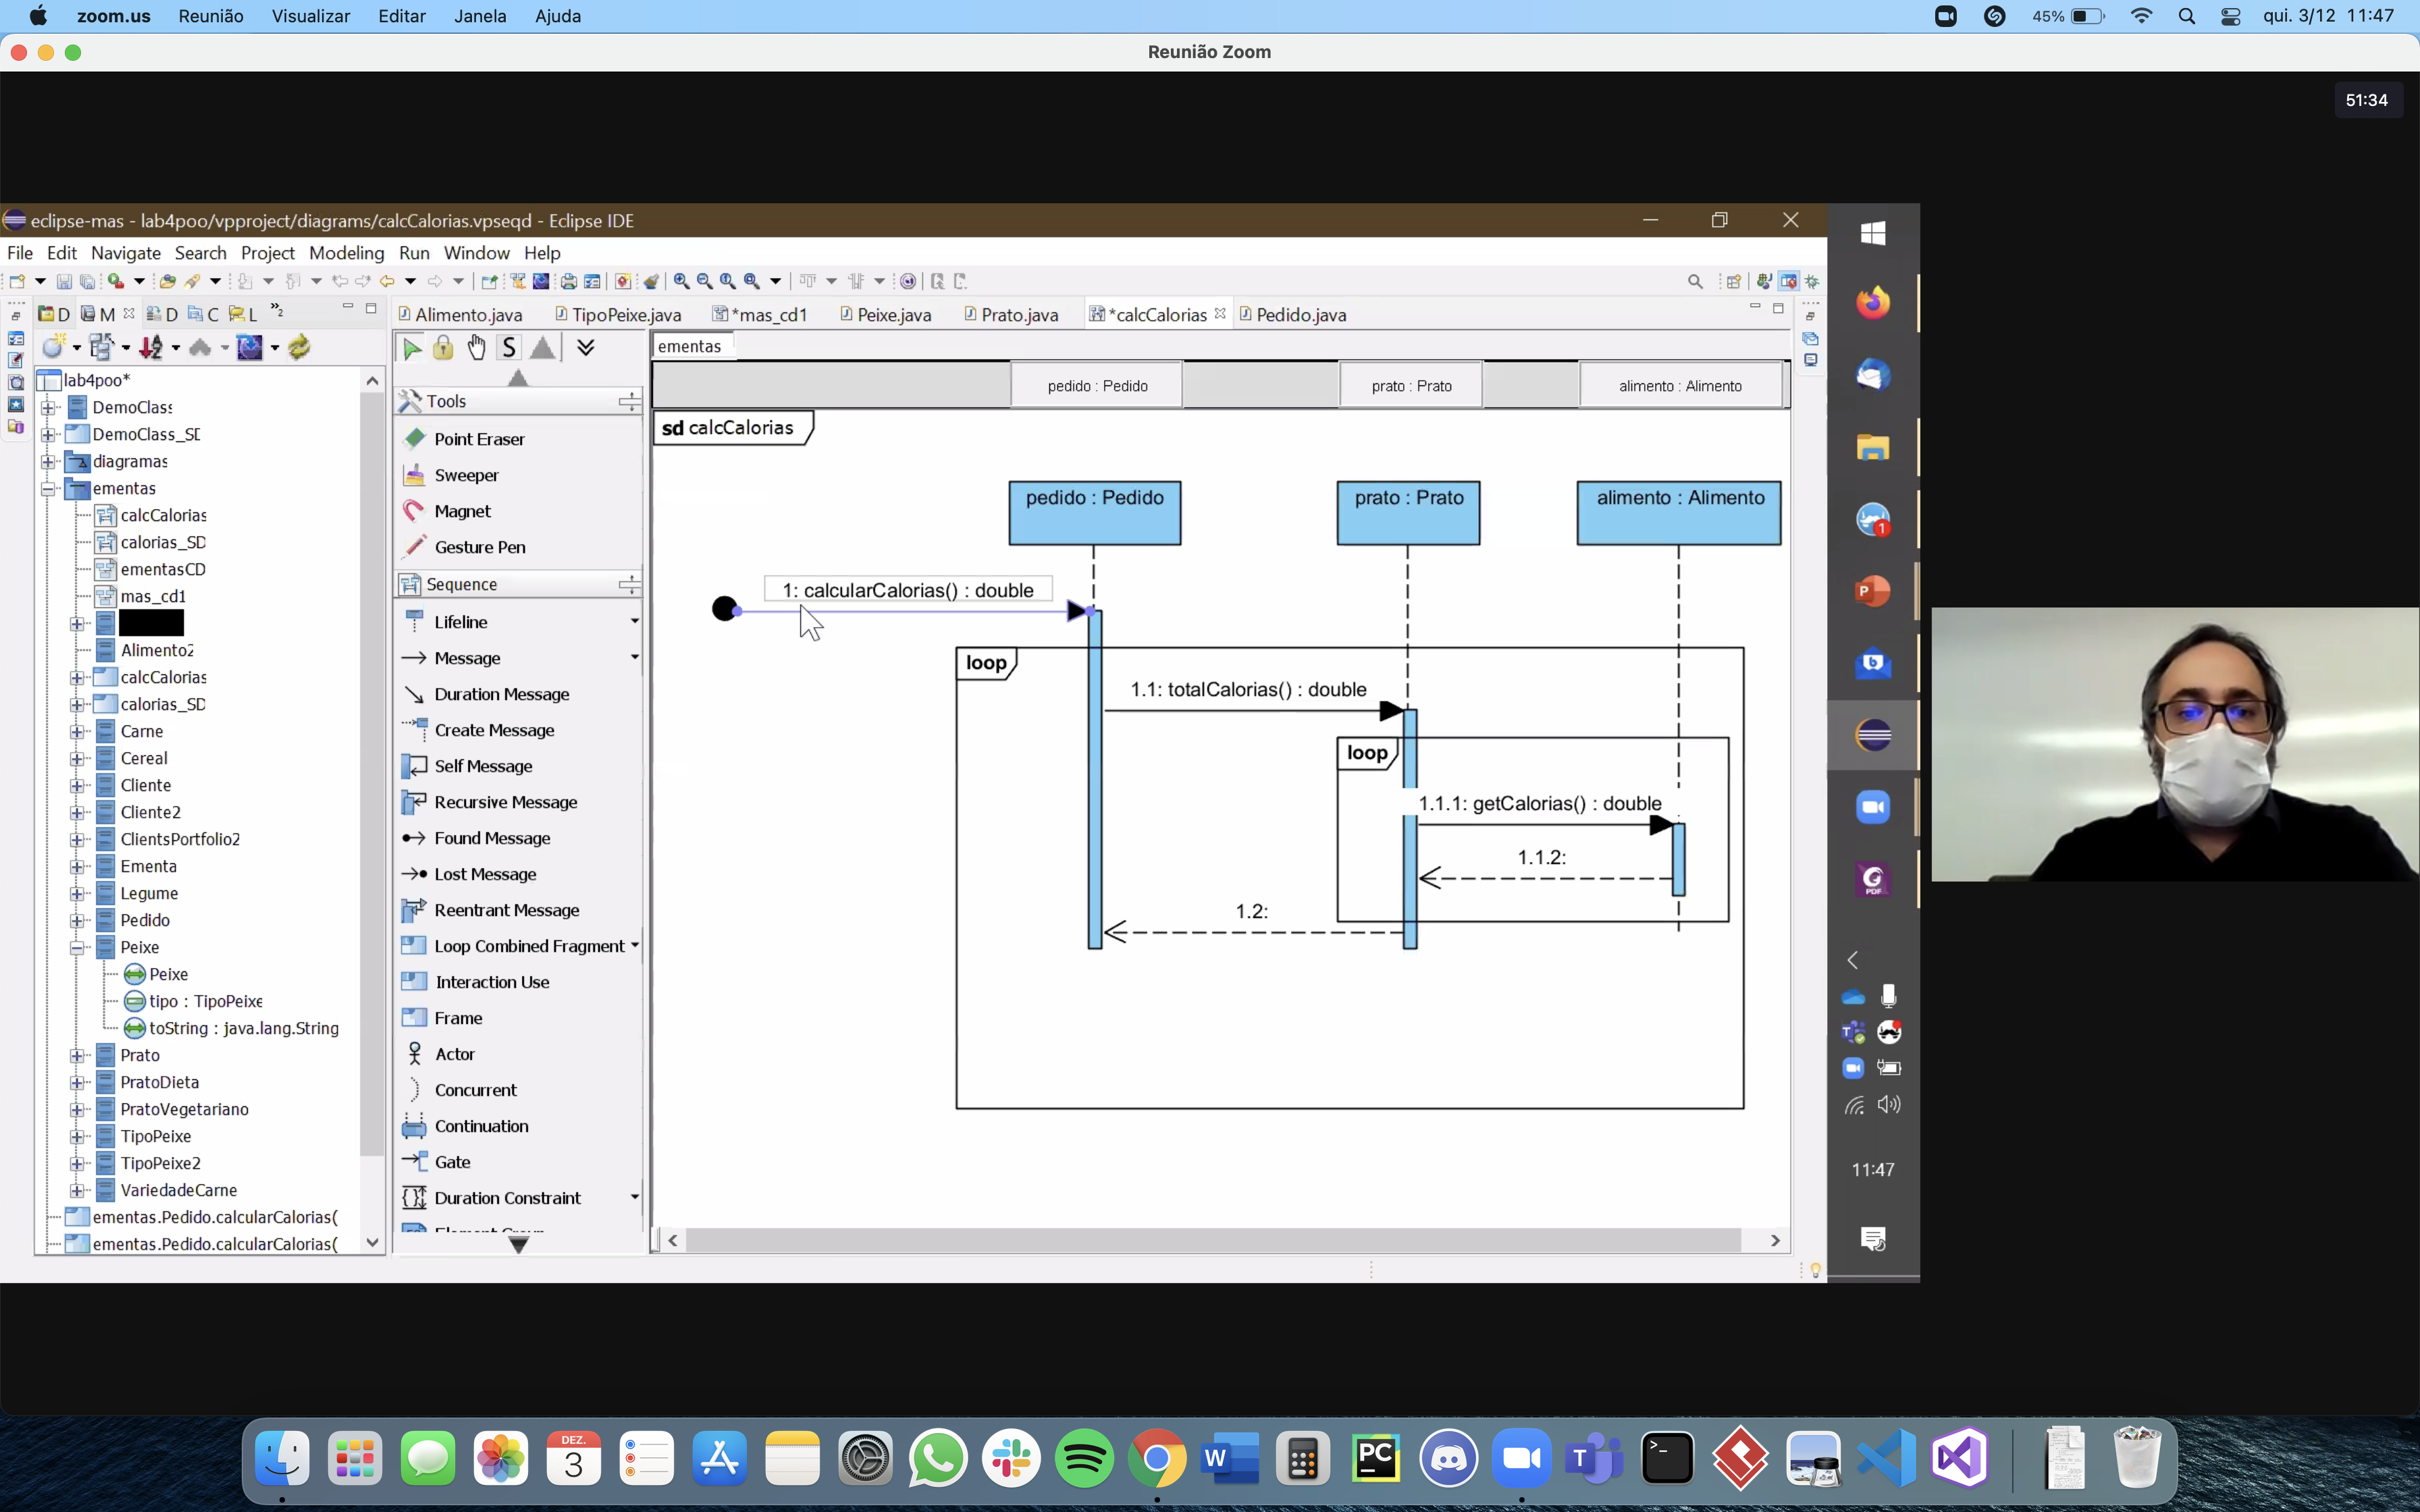 zoom.us Reunião Visualizar Editar Janela Ajuda 45% qui. 3/12 11:47
Reunião Zoom
51:34
eclipse-mas - lab4poo/vpproject/diagrams/calcCalorias.vpseqd - Eclipse IDE
File Edit Navigate Search Project Modeling Run Window Help
D M D C L »2
Alimento.java TipoPeixe.java *mas_cd1 Peixe.java Prato.java *calcCalorias Pedido.java
lab4poo*
DemoClass
DemoClass_SD
diagramas
ementas
calcCalorias
calorias_SD
ementasCD
mas_cd1
Alimento2
calcCalorias
calorias_SD
Carne
Cereal
Cliente
Cliente2
ClientsPortfolio2
Ementa
Legume
Pedido
Peixe
Peixe
tipo : TipoPeixe
toString : java.lang.String
Prato
PratoDieta
PratoVegetariano
TipoPeixe
TipoPeixe2
VariedadeCarne
ementas.Pedido.calcularCalorias(
ementas.Pedido.calcularCalorias(
S
Tools
Point Eraser
Sweeper
Magnet
Gesture Pen
Sequence
Lifeline
Message
Duration Message
Create Message
Self Message
Recursive Message
Found Message
Lost Message
Reentrant Message
Loop Combined Fragment
Interaction Use
Frame
Actor
Concurrent
Continuation
Gate
Duration Constraint
ementas
pedido : Pedido prato : Prato alimento : Alimento
sd calcCalorias
pedido : Pedido prato : Prato alimento : Alimento
1: calcularCalorias() : double
loop
1.1: totalCalorias() : double
loop
1.1.1: getCalorias() : double
1.1.2:
1.2:
1
P
b
PDF
T
11:47
DEZ.
3
W
PC
T
>_